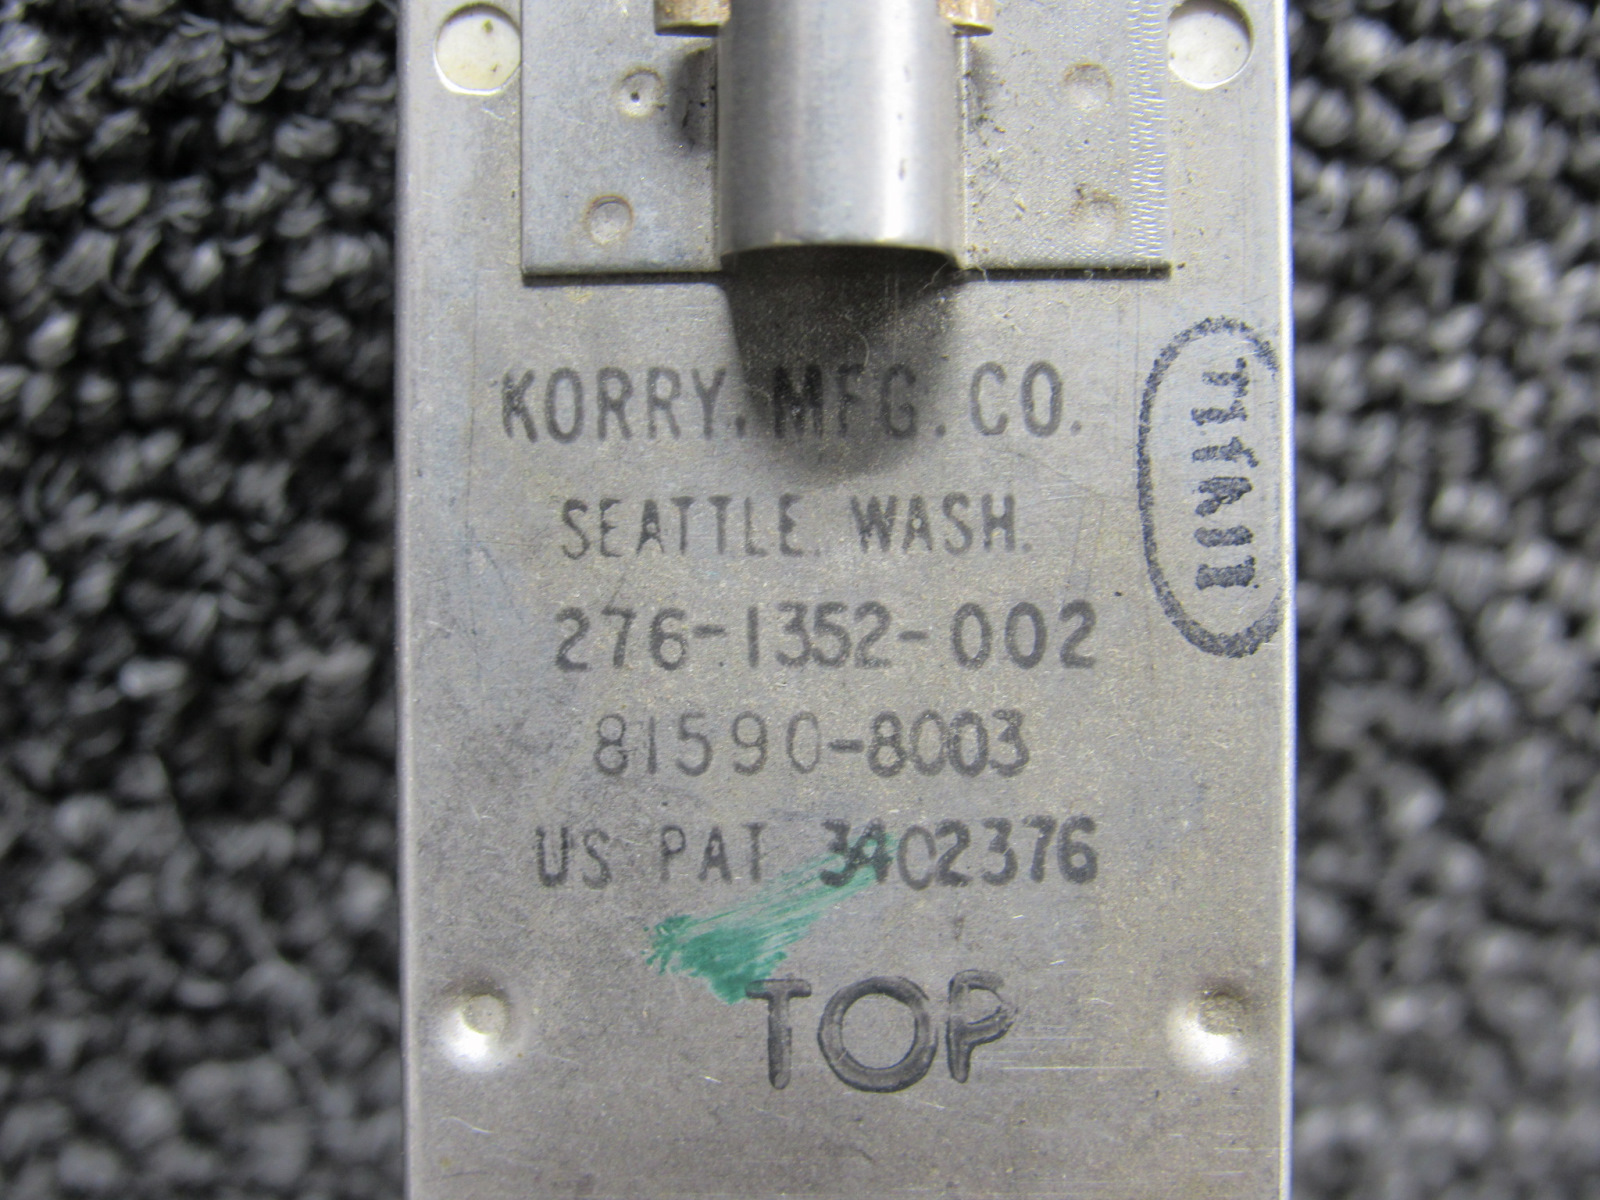 KORRY. MFG. CO.
SEATTLE. WASH.
276-1352-002
81590-8003
US PAT 3402376
TOP